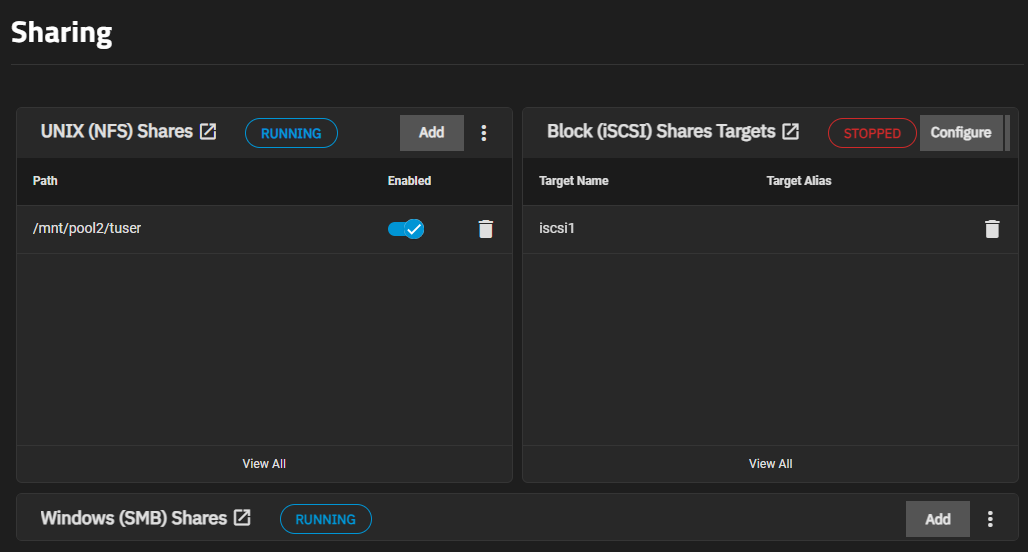 Sharing
UNIX (NFS) Shares RUNNING Add
Path Enabled
/mnt/pool2/tuser
View All
Block (iSCSI) Shares Targets STOPPED Configure
Target Name Target Alias
iscsi1
View All
Windows (SMB) Shares RUNNING Add